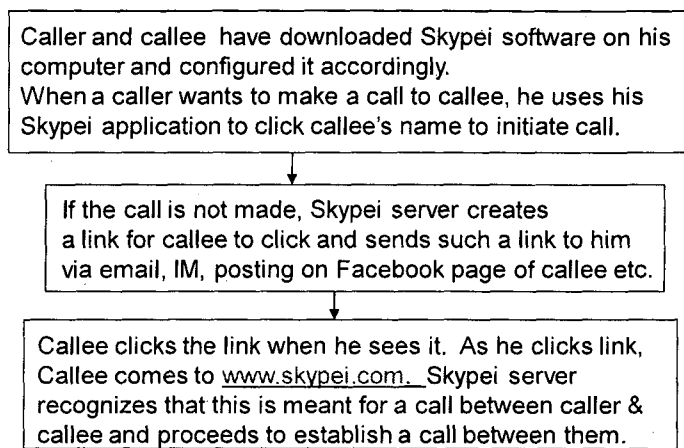 Caller and callee have downloaded Skypei software on his
computer and configured it accordingly.
When a caller wants to make a call to callee, he uses his
Skypei application to click callee's name to initiate call.
If the call is not made, Skypei server creates
a link for callee to click and sends such a link to him
via email, IM, posting on Facebook page of callee etc.
Callee clicks the link when he sees it. As he clicks link,
Callee comes to www.skypei.com. Skypei server
recognizes that this is meant for a call between caller &
callee and proceeds to establish a call between them.